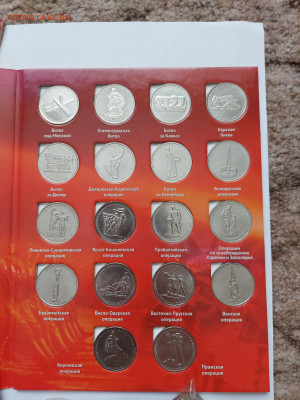 Битва под Москвой
Сталинградская битва
Битва за Кавказ
Курская битва
Битва за Днепр
Днепровско-Карпатская операция
Битва за Ленинград
Белорусская операция
Львовско-Сандомирская операция
Ясско-Кишиневская операция
Прибалтийская операция
Операция по освобождению Карелии и Заполярья
Будапештская операция
Висло-Одерская операция
Восточно-Прусская операция
Венская операция
Берлинская операция
Пражская операция